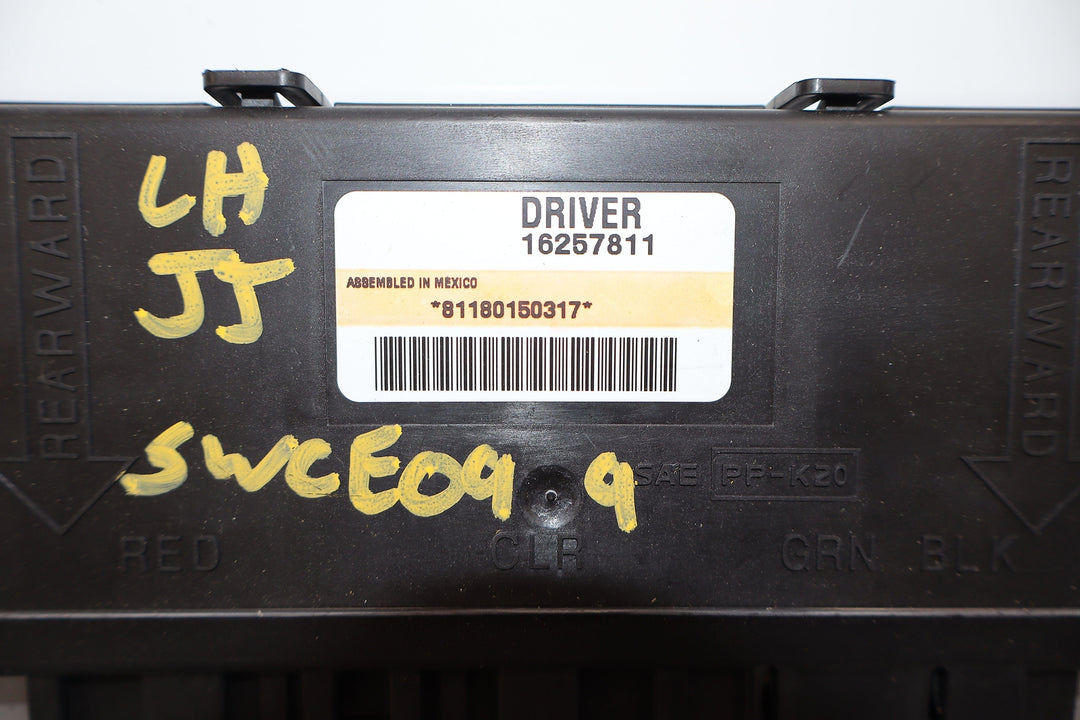 LH
JJ
REARWARD
DRIVER
16257811
ASSEMBLED IN MEXICO
*81180150317*
REARWARD
SWCE09 9
SAE PP-K20
RED CLR GRN BLK